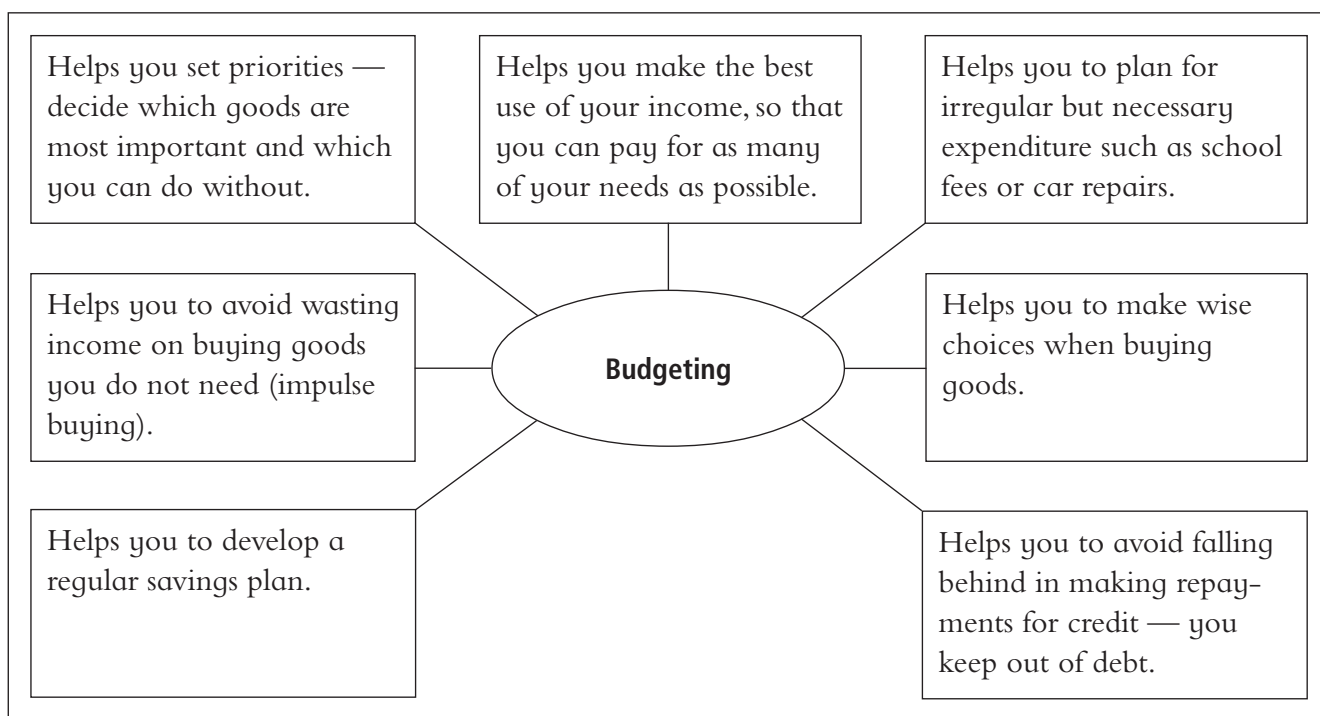 Helps you set priorities —
decide which goods are
most important and which
you can do without.
Helps you make the best
use of your income, so that
you can pay for as many
of your needs as possible.
Helps you to plan for
irregular but necessary
expenditure such as school
fees or car repairs.
Helps you to avoid wasting
income on buying goods
you do not need (impulse
buying).
Budgeting
Helps you to make wise
choices when buying
goods.
Helps you to develop a
regular savings plan.
Helps you to avoid falling
behind in making repay-
ments for credit — you
keep out of debt.